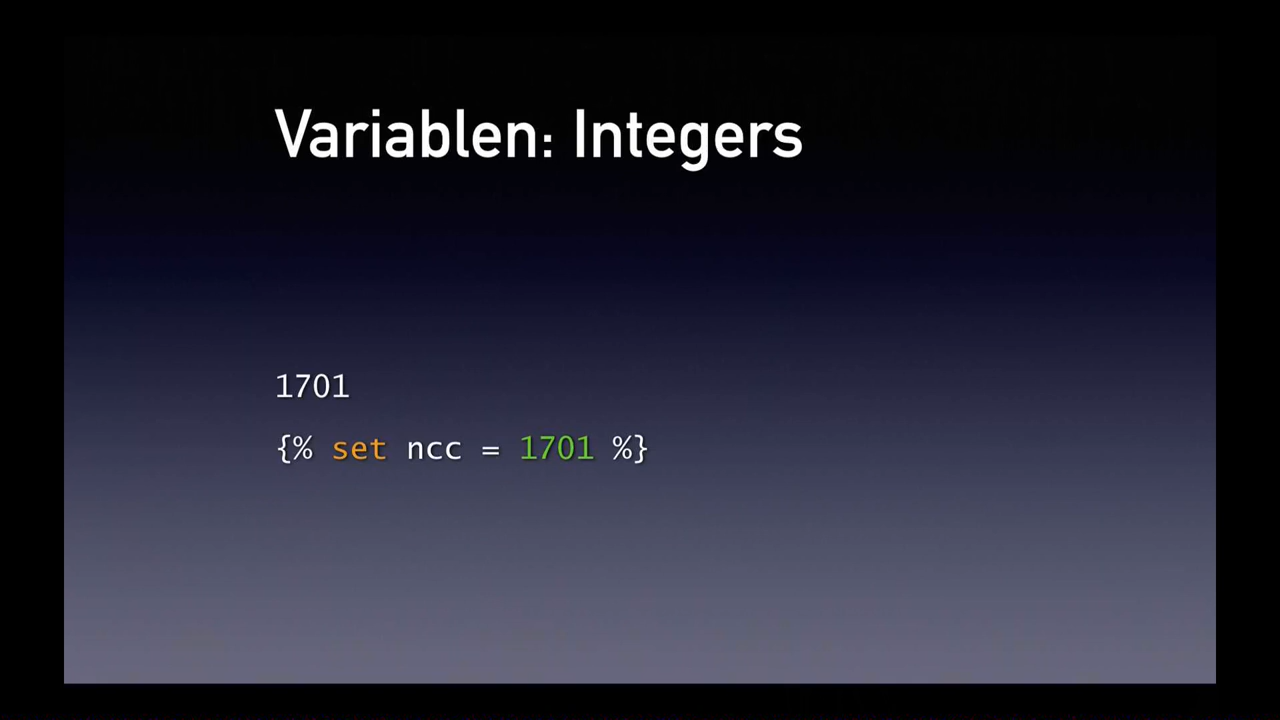 Variablen: Integers
1701
{% set ncc = 1701 %}